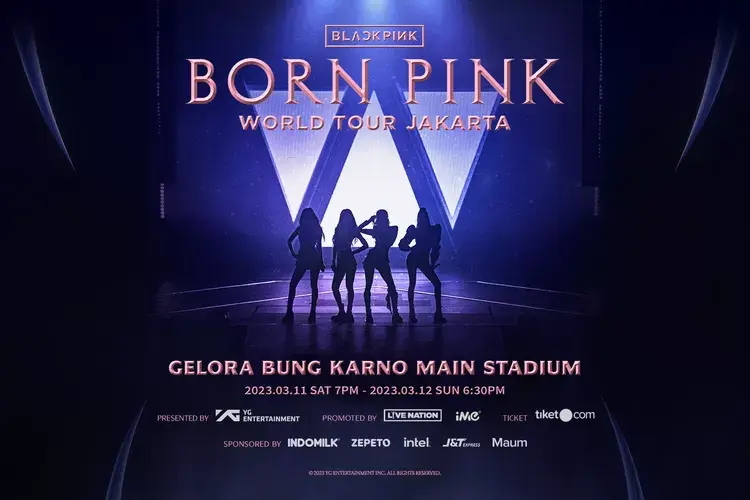 BLACKPINK
BORN PINK
WORLD TOUR JAKARTA
GELORA BUNG KARNO MAIN STADIUM
2023.03.11 SAT 7PM - 2023.03.12 SUN 6:30PM
PRESENTED BY YG ENTERTAINMENT PROMOTED BY LIVE NATION iMe TICKET tiket.com
SPONSORED BY INDOMILK ZEPETO intel. J&T EXPRESS Maum
© 2023 YG ENTERTAINMENT INC. ALL RIGHTS RESERVED.